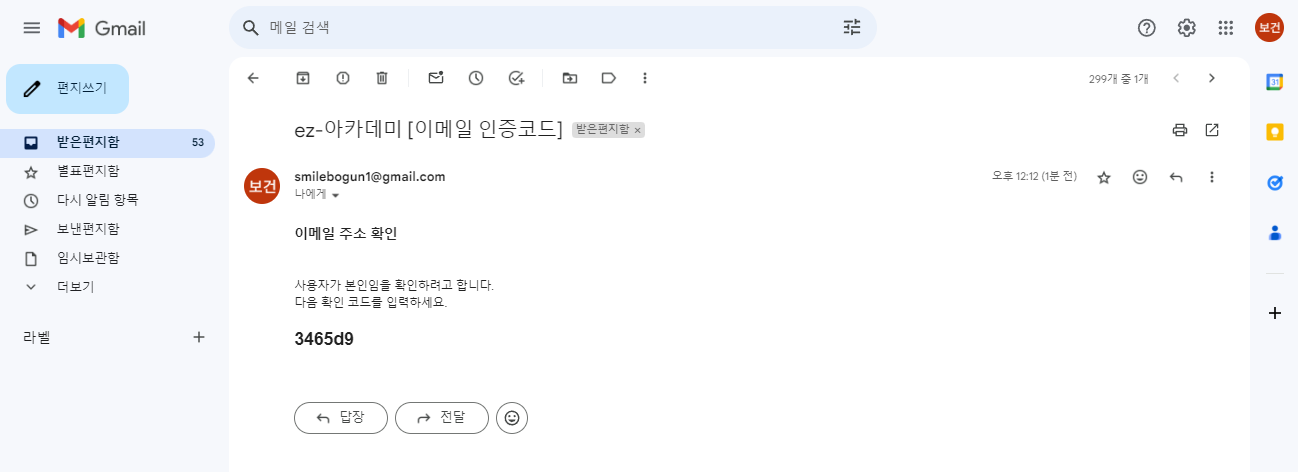 Gmail
메일 검색
보건
편지쓰기
299개 중 1개
31
받은편지함 53
별표편지함
다시 알림 항목
보낸편지함
임시보관함
더보기
라벨
ez-아카데미 [이메일 인증코드] 받은편지함 ×
보건
smilebogun1@gmail.com
오후 12:12 (1분 전)
나에게
이메일 주소 확인
사용자가 본인임을 확인하려고 합니다.
다음 확인 코드를 입력하세요.
3465d9
답장
전달